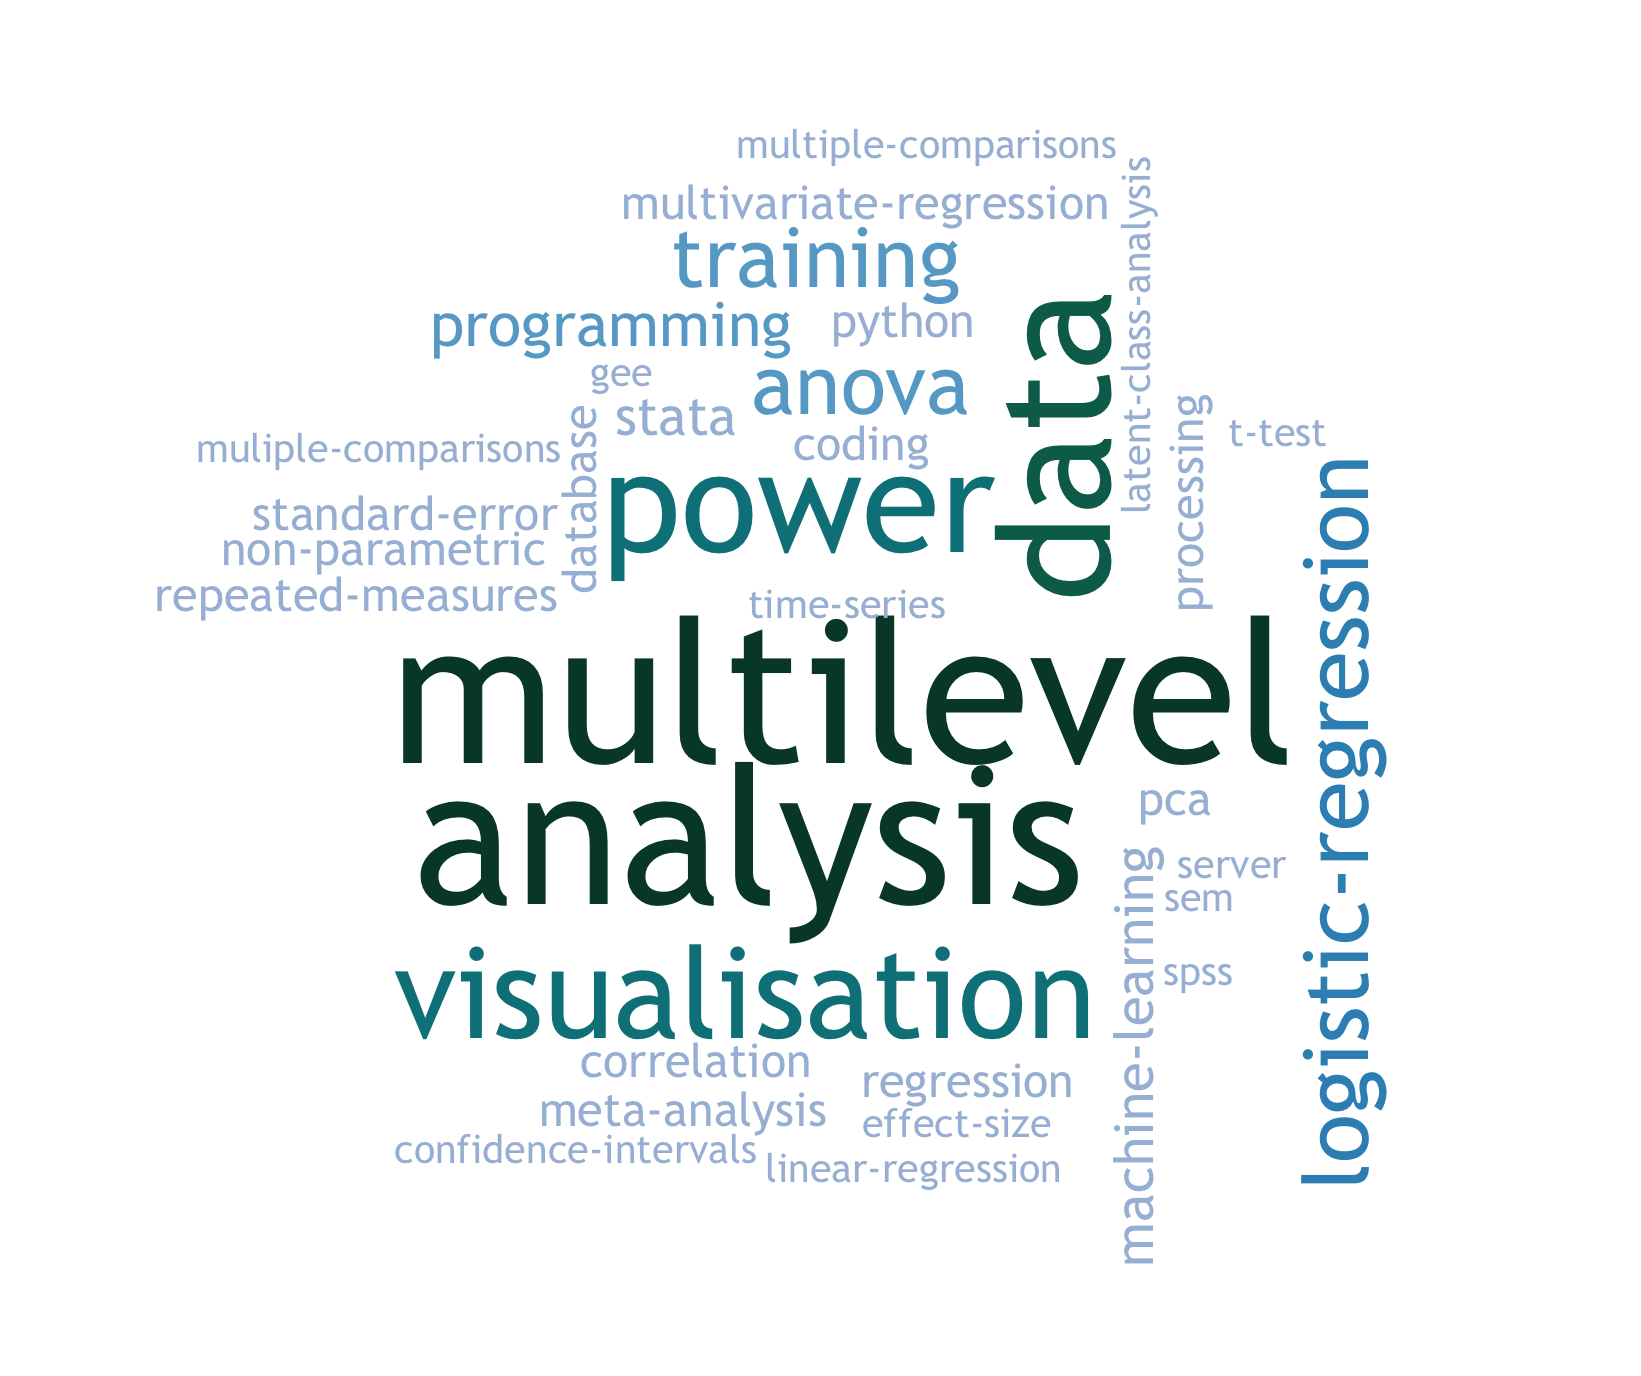 multiple-comparisons
multivariate-regression
latent-class-analysis
training
programming
python
data
gee
anova
stata
coding
database
processing
t-test
muliple-comparisons
power
standard-error
non-parametric
repeated-measures
time-series
logistic-regression
multilevel
analysis
pca
server
sem
machine-learning
spss
visualisation
correlation
regression
meta-analysis
effect-size
confidence-intervals
linear-regression